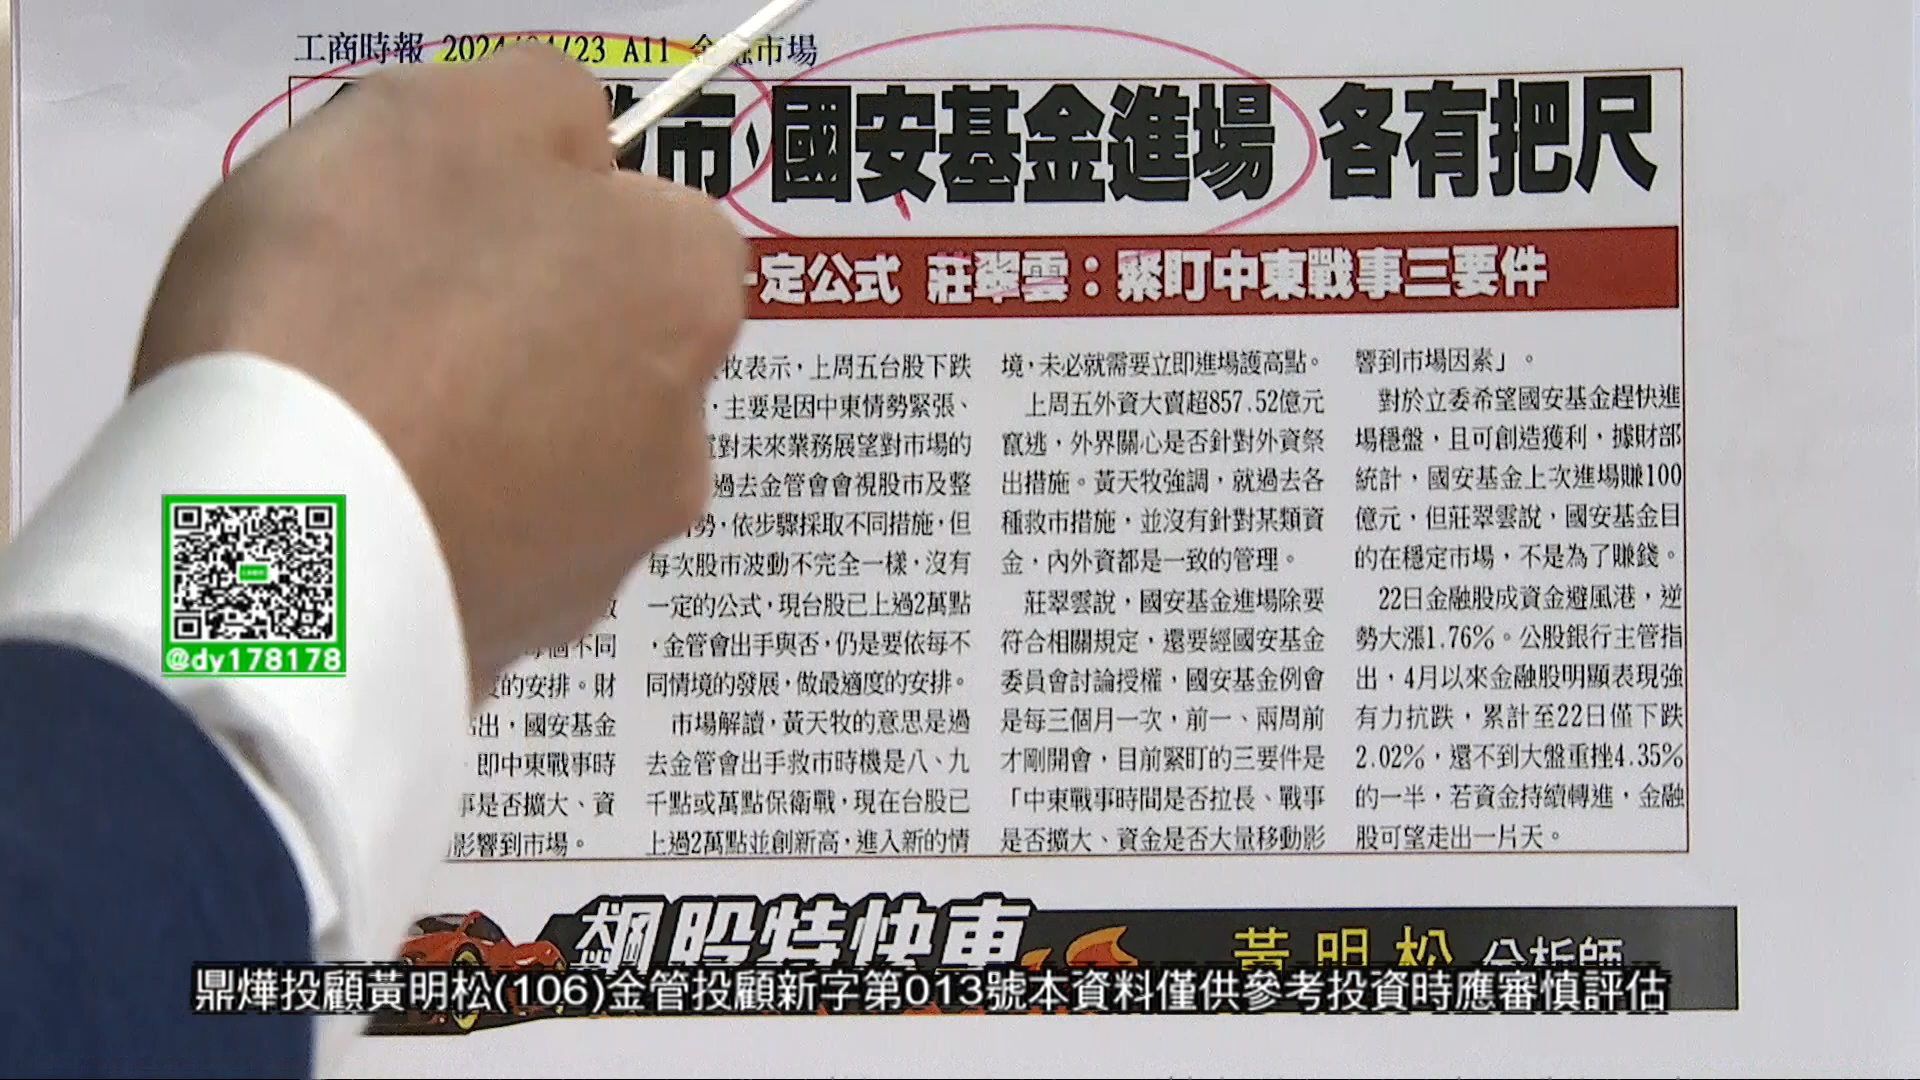 工商時報 2024/04/23 A11 金融市場
救市、國安基金進場 各有把尺
一定公式 莊翠雲：緊盯中東戰事三要件
每個不同
度的安排。財
出，國安基金
即中東戰事時
事是否擴大、資
影響到市場。
牧表示，上周五台股下跌
，主要是因中東情勢緊張、
對未來業務展望對市場的
過去金管會會視股市及整
勢，依步驟採取不同措施，但
每次股市波動不完全一樣，沒有
一定的公式，現台股已上過2萬點
，金管會出手與否，仍是要依每不
同情境的發展，做最適度的安排。
市場解讀，黃天牧的意思是過
去金管會出手救市時機是八、九
千點或萬點保衛戰，現在台股已
上過2萬點並創新高，進入新的情
境，未必就需要立即進場護高點。
上周五外資大賣超857.52億元
竄逃，外界關心是否針對外資祭
出措施。黃天牧強調，就過去各
種救市措施，並沒有針對某類資
金，內外資都是一致的管理。
莊翠雲說，國安基金進場除要
符合相關規定，還要經國安基金
委員會討論授權，國安基金例會
是每三個月一次，前一、兩周前
才剛開會，目前緊盯的三要件是
「中東戰事時間是否拉長、戰事
是否擴大、資金是否大量移動影
響到市場因素」。
對於立委希望國安基金趕快進
場穩盤，且可創造獲利，據財部
統計，國安基金上次進場賺100
億元，但莊翠雲說，國安基金目
的在穩定市場，不是為了賺錢。
22日金融股成資金避風港，逆
勢大漲1.76%。公股銀行主管指
出，4月以來金融股明顯表現強
有力抗跌，累計至22日僅下跌
2.02%，還不到大盤重挫4.35%
的一半，若資金持續轉進，金融
股可望走出一片天。
@dy178178
飆股特快車
黃明松 分析師
鼎燁投顧黃明松(106)金管投顧新字第013號本資料僅供參考投資時應審慎評估